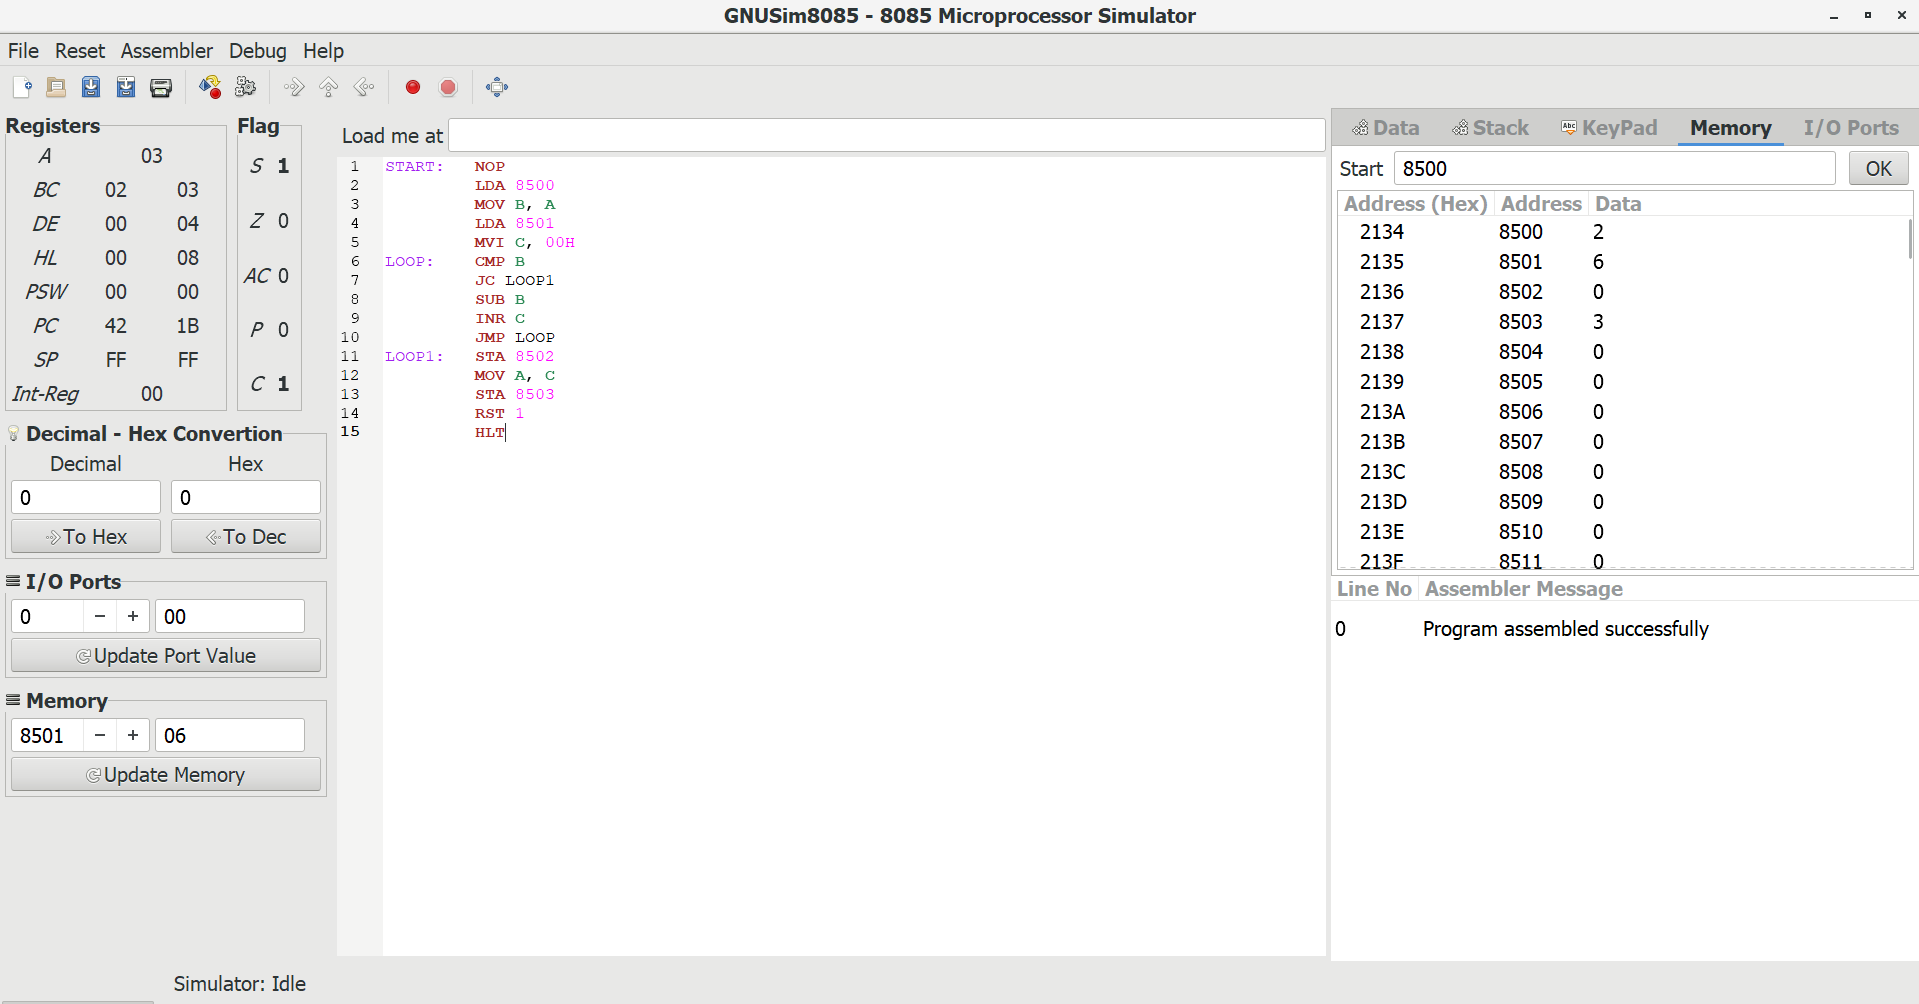 GNUSim8085 - 8085 Microprocessor Simulator
File Reset Assembler Debug Help
Registers
A 03
BC 02 03
DE 00 04
HL 00 08
PSW 00 00
PC 42 1B
SP FF FF
Int-Reg 00
Flag
S 1
Z 0
AC 0
P 0
C 1
Decimal - Hex Convertion
Decimal Hex
0 0
To Hex To Dec
I/O Ports
0 − + 00
Update Port Value
Memory
8501 − + 06
Update Memory
Load me at
1 START: NOP
2 LDA 8500
3 MOV B, A
4 LDA 8501
5 MVI C, 00H
6 LOOP: CMP B
7 JC LOOP1
8 SUB B
9 INR C
10 JMP LOOP
11 LOOP1: STA 8502
12 MOV A, C
13 STA 8503
14 RST 1
15 HLT
Data Stack Abc KeyPad Memory I/O Ports
Start 8500 OK
Address (Hex) Address Data
2134 8500 2
2135 8501 6
2136 8502 0
2137 8503 3
2138 8504 0
2139 8505 0
213A 8506 0
213B 8507 0
213C 8508 0
213D 8509 0
213E 8510 0
213F 8511 0
Line No Assembler Message
0 Program assembled successfully
Simulator: Idle